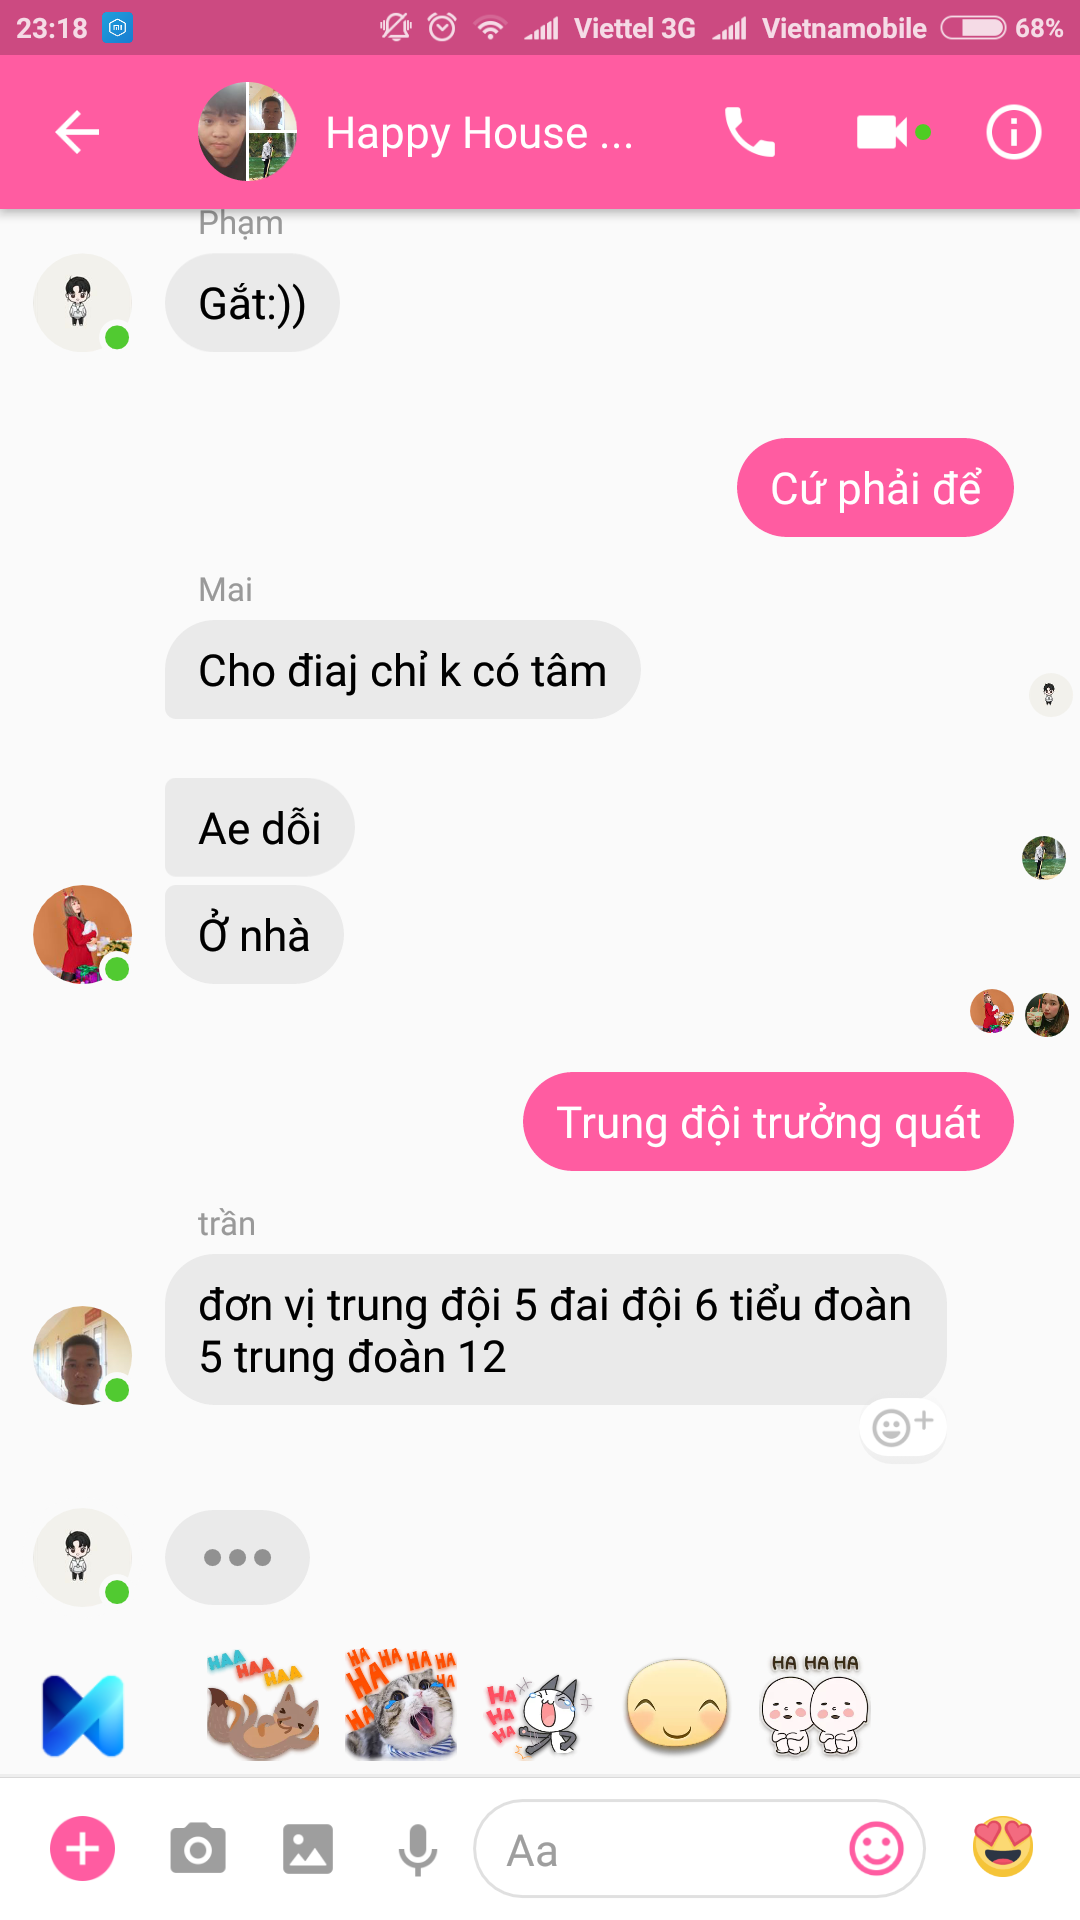 23:18
Viettel 3G
Vietnamobile
68%
Happy House ...
Phạm
Gắt:))
Cứ phải để
Mai
Cho điaj chỉ k có tâm
Ae dỗi
Ở nhà
Trung đội trưởng quát
trần
đơn vị trung đội 5 đai đội 6 tiểu đoàn
5 trung đoàn 12
HAA HAA HAA
HA HA HA HA HA HA HA
HA HA HA
HA HA HA
Aa